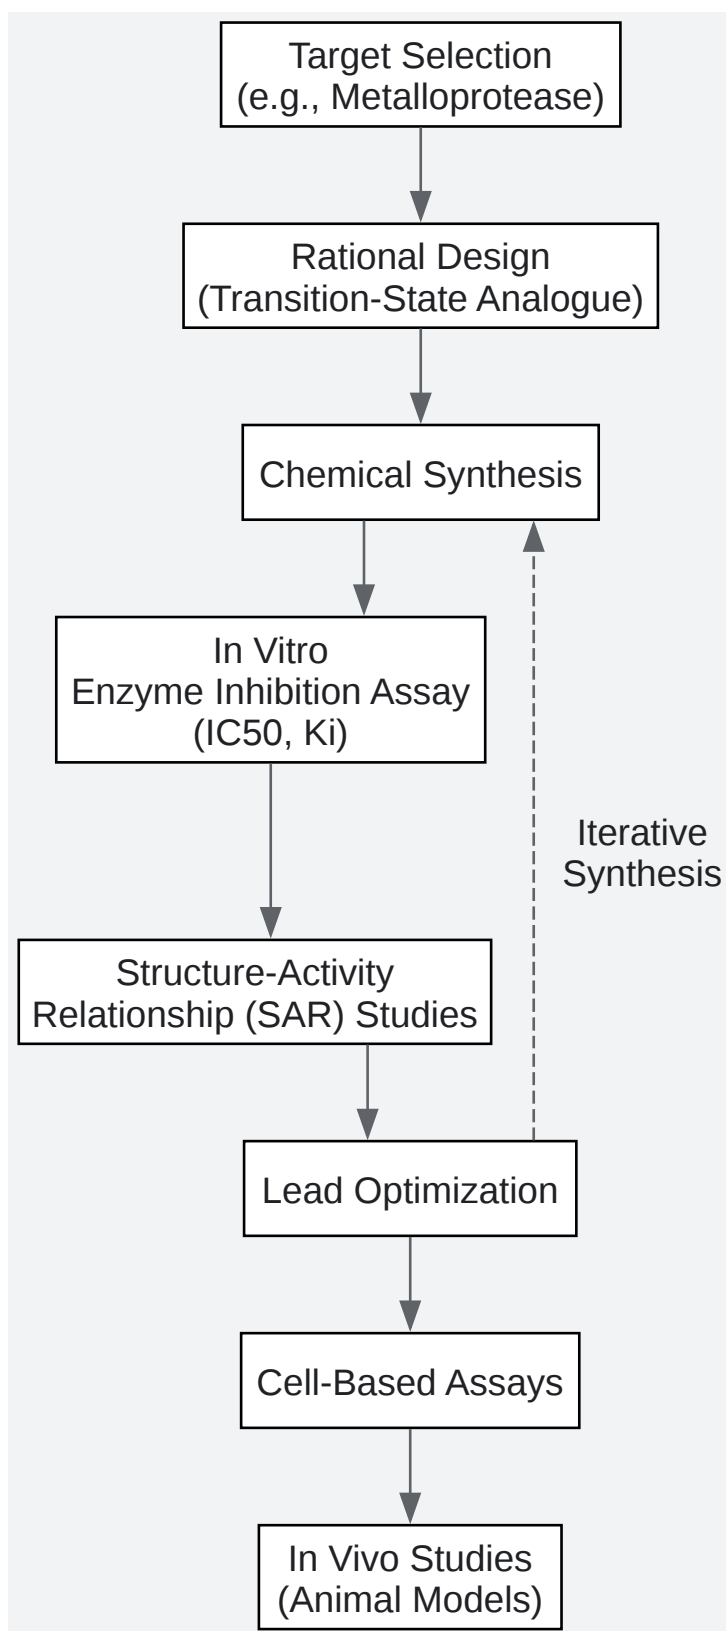 Target Selection
(e.g., Metalloprotease)
Rational Design
(Transition-State Analogue)
Chemical Synthesis
In Vitro
Enzyme Inhibition Assay
(IC50, Ki)
Iterative
Synthesis
Structure-Activity
Relationship (SAR) Studies
Lead Optimization
Cell-Based Assays
In Vivo Studies
(Animal Models)